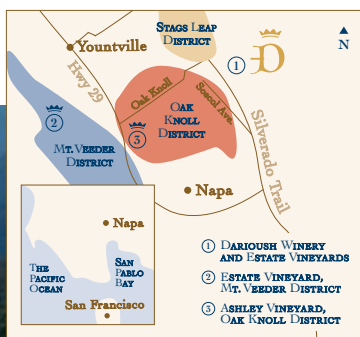 STAGS LEAP
DISTRICT
Yountville
N
1
D
Hwy 29
Oak Knoll
Soscol Ave.
OAK
KNOLL
DISTRICT
2
3
MT. VEEDER
DISTRICT
Silverado Trail
Napa
Napa
THE
PACIFIC
OCEAN
SAN
PABLO
BAY
San Francisco
1 DARIOUSH WINERY
AND ESTATE VINEYARDS
2 ESTATE VINEYARD,
MT. VEEDER DISTRICT
3 ASHLEY VINEYARD,
OAK KNOLL DISTRICT